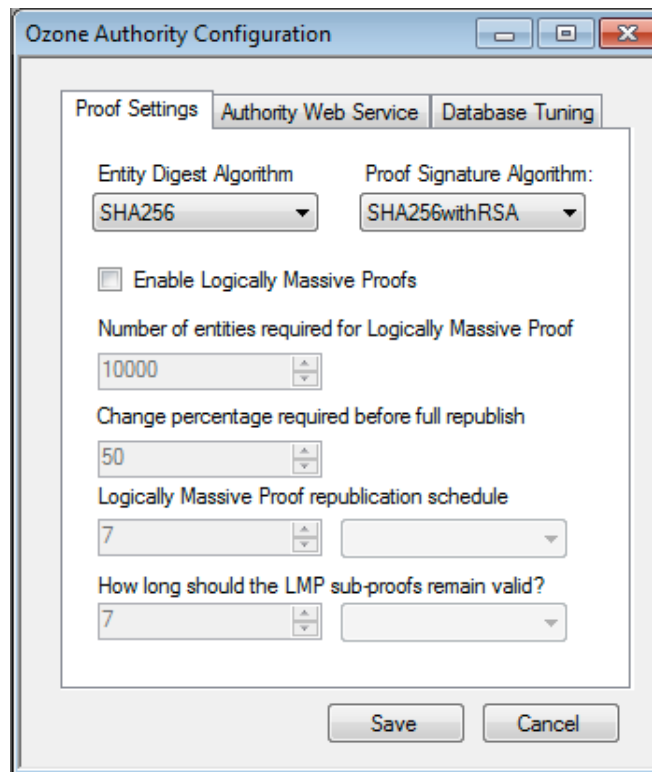 Ozone Authority Configuration
Proof Settings Authority Web Service Database Tuning
Entity Digest Algorithm Proof Signature Algorithm:
SHA256 SHA256withRSA
Enable Logically Massive Proofs
Number of entities required for Logically Massive Proof
10000
Change percentage required before full republish
50
Logically Massive Proof republication schedule
7
How long should the LMP sub-proofs remain valid?
7
Save Cancel